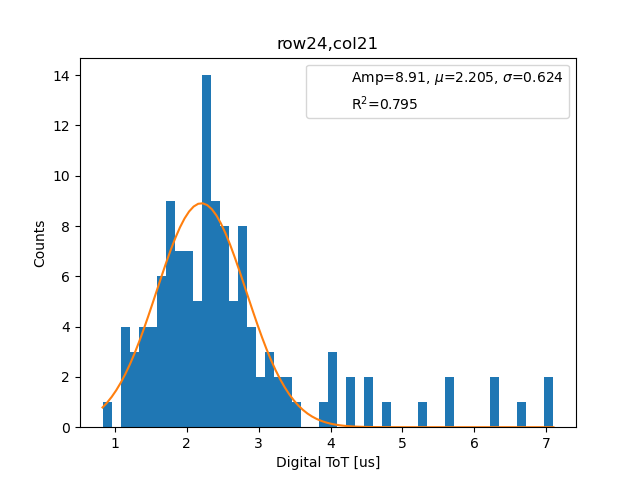 row24,col21
Amp=8.91, μ=2.205, σ=0.624
R²=0.795
14
12
10
8
6
4
2
0
Counts
1 2 3 4 5 6 7
Digital ToT [us]